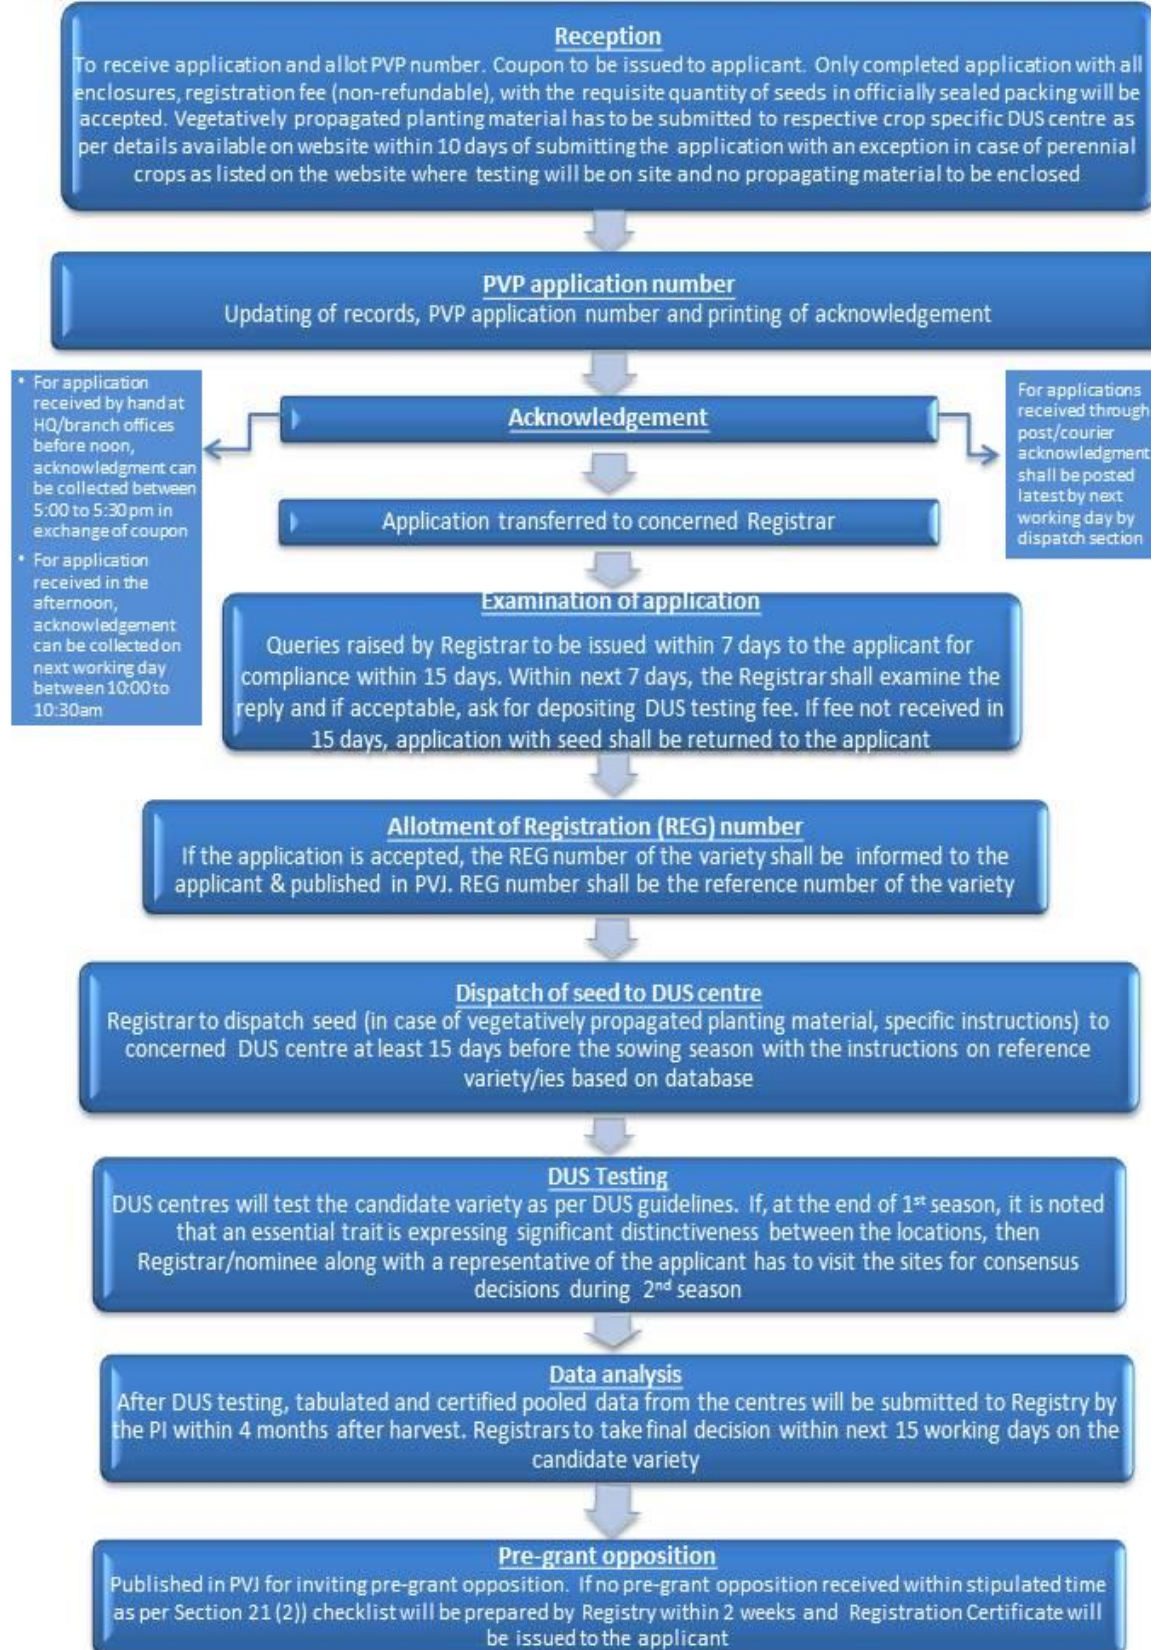 Reception
To receive application and allot PVP number. Coupon to be issued to applicant. Only completed application with all
enclosures, registration fee (non-refundable), with the requisite quantity of seeds in officially sealed packing will be
accepted. Vegetatively propagated planting material has to be submitted to respective crop specific DUS centre as
per details available on website within 10 days of submitting the application with an exception in case of perennial
crops as listed on the website where testing will be on site and no propagating material to be enclosed
PVP application number
Updating of records, PVP application number and printing of acknowledgement
• For application
received by hand at
HQ/branch offices
before noon,
acknowledgment can
be collected between
5:00 to 5:30pm in
exchange of coupon
• For application
received in the
afternoon,
acknowledgement
can be collected on
next working day
between 10:00 to
10:30am
Acknowledgement
For applications
received through
post/courier
acknowledgment
shall be posted
latest by next
working day by
dispatch section
Application transferred to concerned Registrar
Examination of application
Queries raised by Registrar to be issued within 7 days to the applicant for
compliance within 15 days. Within next 7 days, the Registrar shall examine the
reply and if acceptable, ask for depositing DUS testing fee. If fee not received in
15 days, application with seed shall be returned to the applicant
Allotment of Registration (REG) number
If the application is accepted, the REG number of the variety shall be informed to the
applicant & published in PVJ. REG number shall be the reference number of the variety
Dispatch of seed to DUS centre
Registrar to dispatch seed (in case of vegetatively propagated planting material, specific instructions) to
concerned DUS centre at least 15 days before the sowing season with the instructions on reference
variety/ies based on database
DUS Testing
DUS centres will test the candidate variety as per DUS guidelines. If, at the end of 1st season, it is noted
that an essential trait is expressing significant distinctiveness between the locations, then
Registrar/nominee along with a representative of the applicant has to visit the sites for consensus
decisions during 2nd season
Data analysis
After DUS testing, tabulated and certified pooled data from the centres will be submitted to Registry by
the PI within 4 months after harvest. Registrars to take final decision within next 15 working days on the
candidate variety
Pre-grant opposition
Published in PVJ for inviting pre-grant opposition. If no pre-grant opposition received within stipulated time
as per Section 21 (2)) checklist will be prepared by Registry within 2 weeks and Registration Certificate will
be issued to the applicant